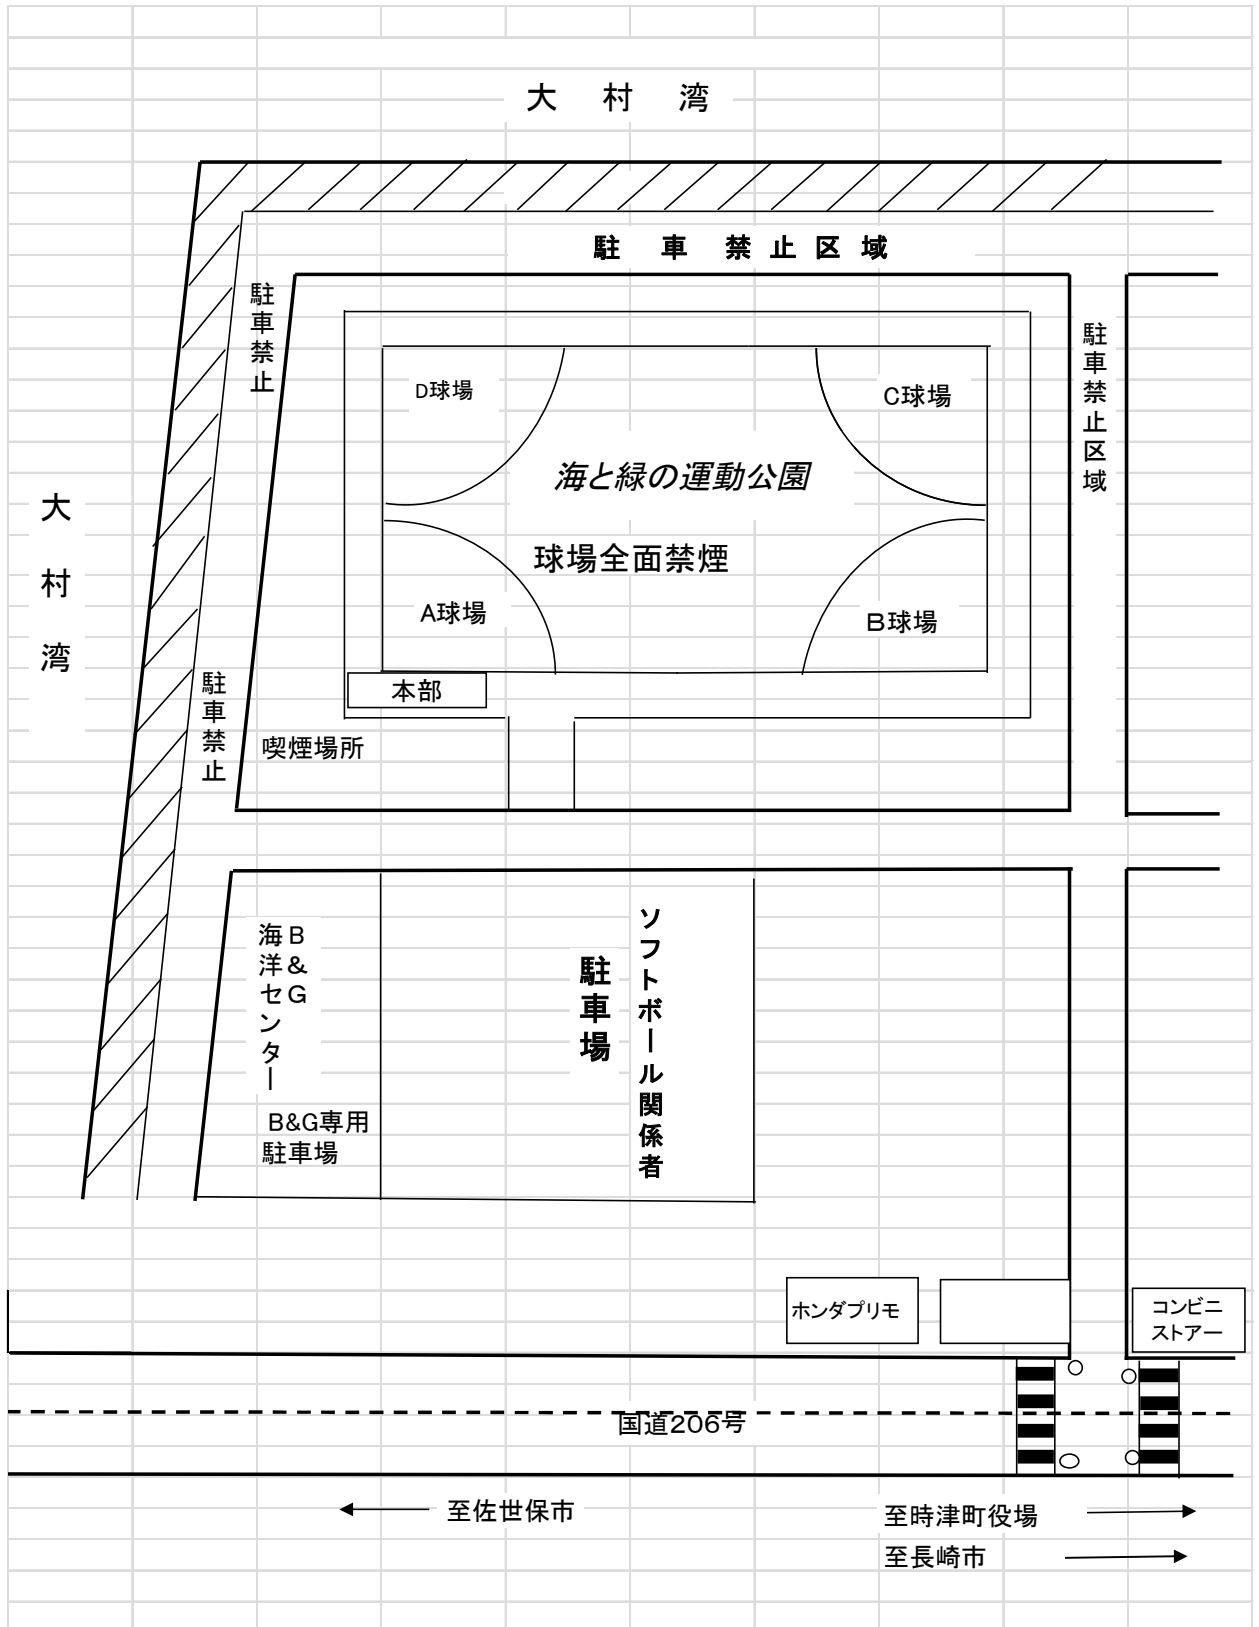 大村湾
駐車禁止区域
駐車禁止
駐車禁止区域
D球場
C球場
海と緑の運動公園
大村湾
球場全面禁煙
A球場
B球場
本部
駐車禁止
喫煙場所
B&G
海洋センター
ソフトボール関係者
駐車場
B&G専用
駐車場
ホンダプリモ
コンビニ
ストアー
国道206号
至佐世保市
至時津町役場
至長崎市